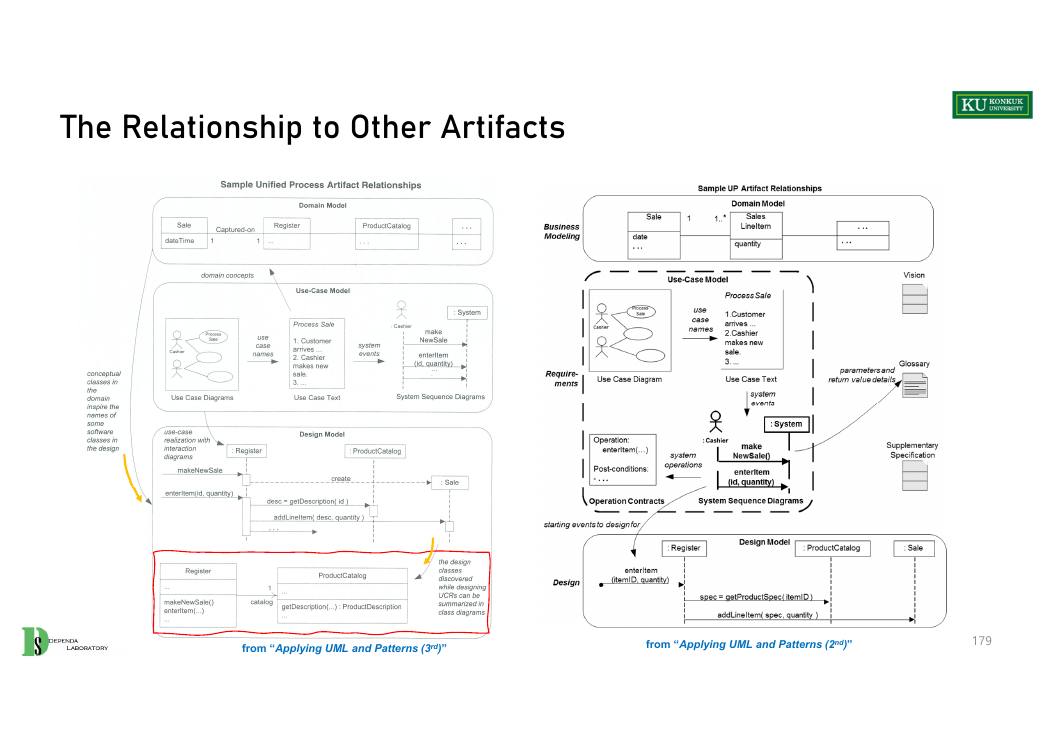 The Relationship to Other Artifacts
KU KONKUK
UNIVERSITY
Sample Unified Process Artifact Relationships
Domain Model
Sale
dateTime
Captured-on
1
1
Register
...
ProductCatalog
...
...
...
domain concepts
Use-Case Model
Cashier
Process
Sale
Use Case Diagrams
use
case
names
Process Sale
1. Customer
arrives ...
2. Cashier
makes new
sale.
3. ...
Use Case Text
system
events
: Cashier
: System
make
NewSale
enterItem
(id, quantity)
...
System Sequence Diagrams
conceptual
classes in
the
domain
inspire the
names of
some
software
classes in
the design
use-case
realization with
interaction
diagrams
Design Model
: Register
: ProductCatalog
makeNewSale
create
: Sale
enterItem(id, quantity)
desc = getDescription( id )
addLineItem( desc, quantity )
...
Register
...
makeNewSale()
enterItem(...)
...
1
catalog
ProductCatalog
...
getDescription(...) : ProductDescription
...
the design
classes
discovered
while designing
UCRs can be
summarized in
class diagrams
from “Applying UML and Patterns (3rd)”
Sample UP Artifact Relationships
Business
Modeling
Domain Model
Sale
date
...
1
1..*
Sales
LineItem
quantity
...
...
Require-
ments
Use-Case Model
Cashier
Process
Sale
Use Case Diagram
use
case
names
Process Sale
1.Customer
arrives ...
2.Cashier
makes new
sale.
3. ...
Use Case Text
system
events
: Cashier
: System
make
NewSale()
enterItem
(id, quantity)
System Sequence Diagrams
system
operations
Operation:
enterItem(…)
Post-conditions:
- . . .
Operation Contracts
Vision
parameters and
return value details
Glossary
Supplementary
Specification
starting events to design for
Design
Design Model
: Register
: ProductCatalog
: Sale
enterItem
(itemID, quantity)
spec = getProductSpec( itemID )
addLineItem( spec, quantity )
from “Applying UML and Patterns (2nd)”
DEPENDA
LABORATORY
179